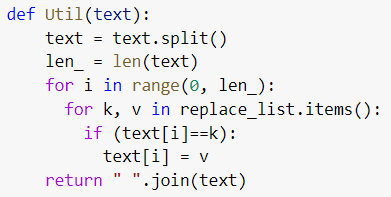 def Util(text):
    text = text.split()
    len_ = len(text)
    for i in range(0, len_):
      for k, v in replace_list.items():
        if (text[i]==k):
          text[i] = v
    return " ".join(text)